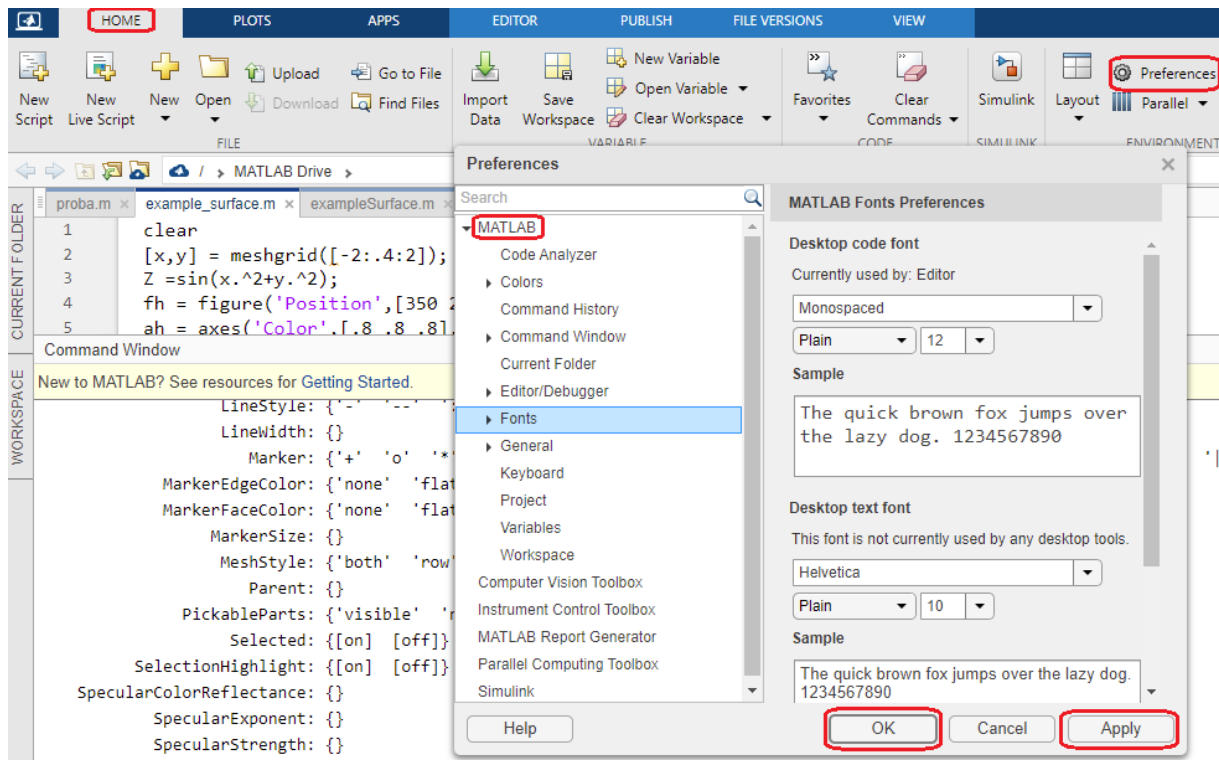 HOME PLOTS APPS EDITOR PUBLISH FILE VERSIONS VIEW
New Script
New Live Script
New
Open
Upload
Download
Go to File
Find Files
FILE
Import Data
Save Workspace
New Variable
Open Variable
Clear Workspace
VARIABLE
Favorites
Clear Commands
CODE
Simulink
SIMULINK
Layout
Preferences
Parallel
ENVIRONMENT
/ MATLAB Drive
CURRENT FOLDER
WORKSPACE
proba.m × example_surface.m × exampleSurface.m
1 clear
2 [x,y] = meshgrid([-2:.4:2]);
3 Z =sin(x.^2+y.^2);
4 fh = figure('Position',[350 2
5 ah = axes('Color',[.8 .8 .8],
Command Window
New to MATLAB? See resources for Getting Started.
LineStyle: {'-' '--' ':
LineWidth: {}
Marker: {'+' 'o' '*' '|
MarkerEdgeColor: {'none' 'flat
MarkerFaceColor: {'none' 'flat
MarkerSize: {}
MeshStyle: {'both' 'row'
Parent: {}
PickableParts: {'visible' 'n
Selected: {[on] [off]}
SelectionHighlight: {[on] [off]}
SpecularColorReflectance: {}
SpecularExponent: {}
SpecularStrength: {}
Preferences
Search
MATLAB
Code Analyzer
Colors
Command History
Command Window
Current Folder
Editor/Debugger
Fonts
General
Keyboard
Project
Variables
Workspace
Computer Vision Toolbox
Instrument Control Toolbox
MATLAB Report Generator
Parallel Computing Toolbox
Simulink
MATLAB Fonts Preferences
Desktop code font
Currently used by: Editor
Monospaced
Plain 12
Sample
The quick brown fox jumps over
the lazy dog. 1234567890
Desktop text font
This font is not currently used by any desktop tools.
Helvetica
Plain 10
Sample
The quick brown fox jumps over the lazy dog.
1234567890
Help OK Cancel Apply